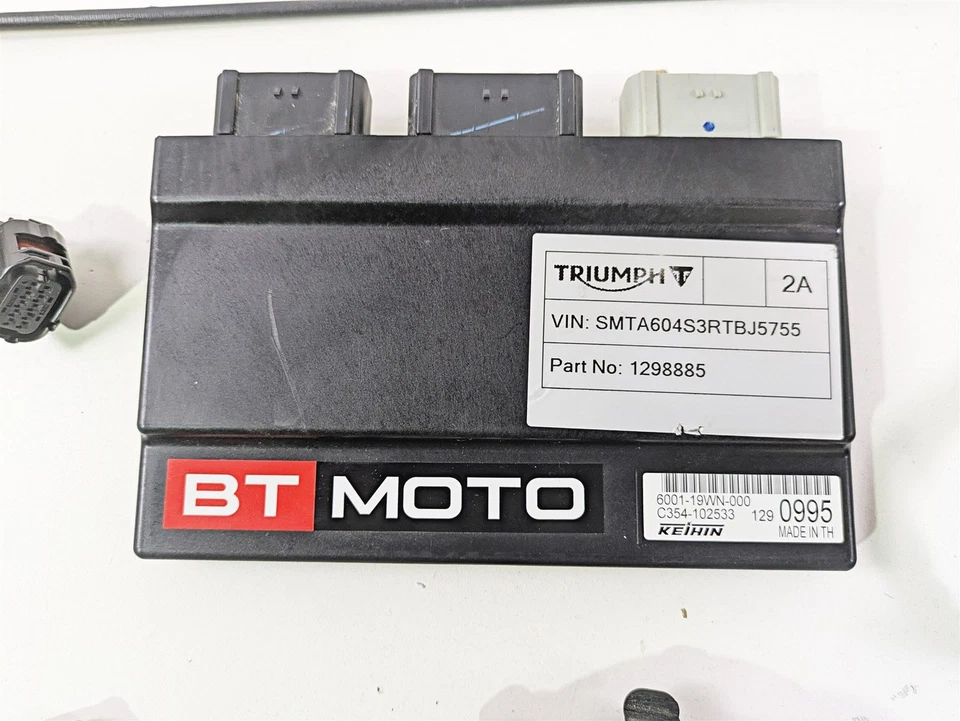 TRIUMPH
2A
VIN: SMTA604S3RTBJ5755
Part No: 1298885
BT MOTO
6001-19WN-000
C354-102533 129 0995
KEIHIN MADE IN TH